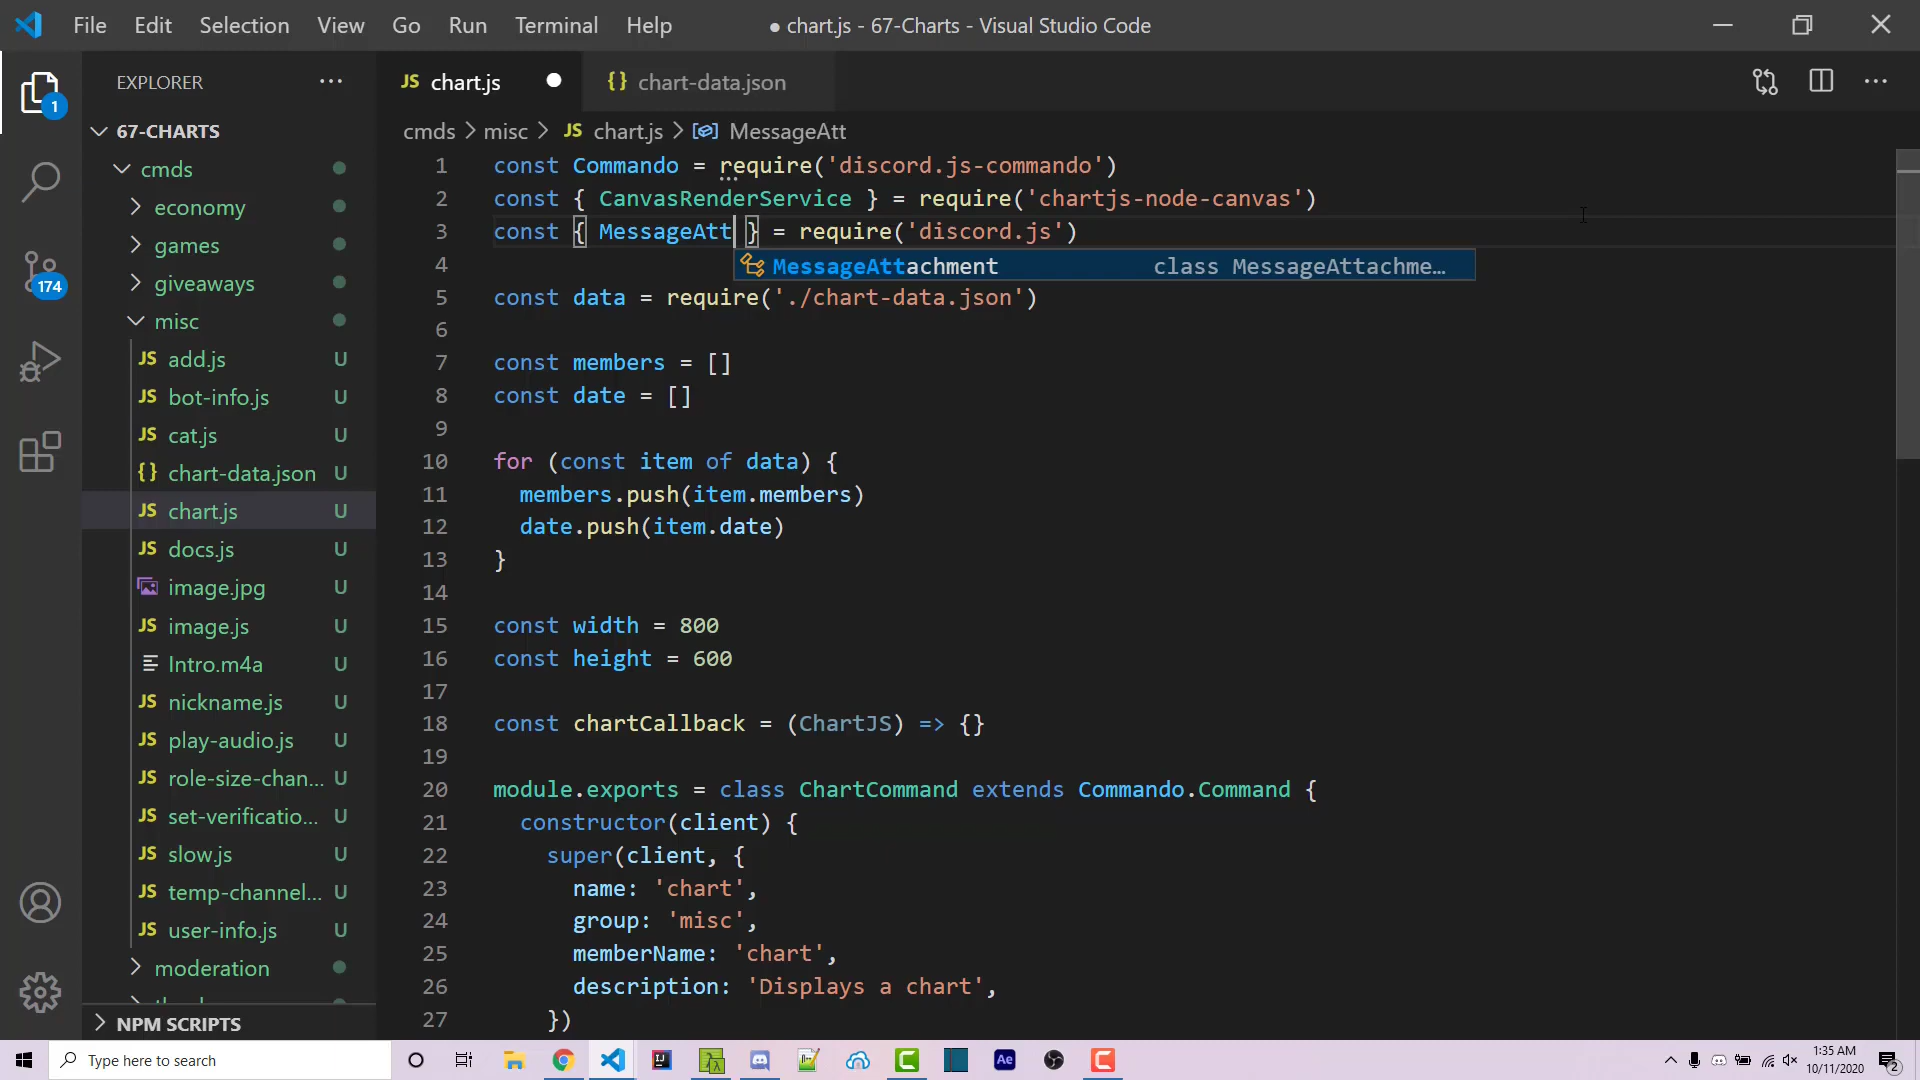 File Edit Selection View Go Run Terminal Help
● chart.js - 67-Charts - Visual Studio Code
EXPLORER
67-CHARTS
cmds
economy
games
giveaways
misc
JS add.js U
JS bot-info.js U
JS cat.js U
{} chart-data.json U
JS chart.js U
JS docs.js U
image.jpg U
JS image.js U
Intro.m4a U
JS nickname.js U
JS play-audio.js U
JS role-size-chan... U
JS set-verificatio... U
JS slow.js U
JS temp-channel... U
JS user-info.js U
moderation
NPM SCRIPTS
1
174
JS chart.js
{} chart-data.json
cmds > misc > JS chart.js > MessageAtt
1 const Commando = require('discord.js-commando')
2 const { CanvasRenderService } = require('chartjs-node-canvas')
3 const { MessageAtt } = require('discord.js')
MessageAttachment class MessageAttachme...
4
5 const data = require('./chart-data.json')
6
7 const members = []
8 const date = []
9
10 for (const item of data) {
11 members.push(item.members)
12 date.push(item.date)
13 }
14
15 const width = 800
16 const height = 600
17
18 const chartCallback = (ChartJS) => {}
19
20 module.exports = class ChartCommand extends Commando.Command {
21 constructor(client) {
22 super(client, {
23 name: 'chart',
24 group: 'misc',
25 memberName: 'chart',
26 description: 'Displays a chart',
27 })
Type here to search
Ae
1:35 AM
10/11/2020
2